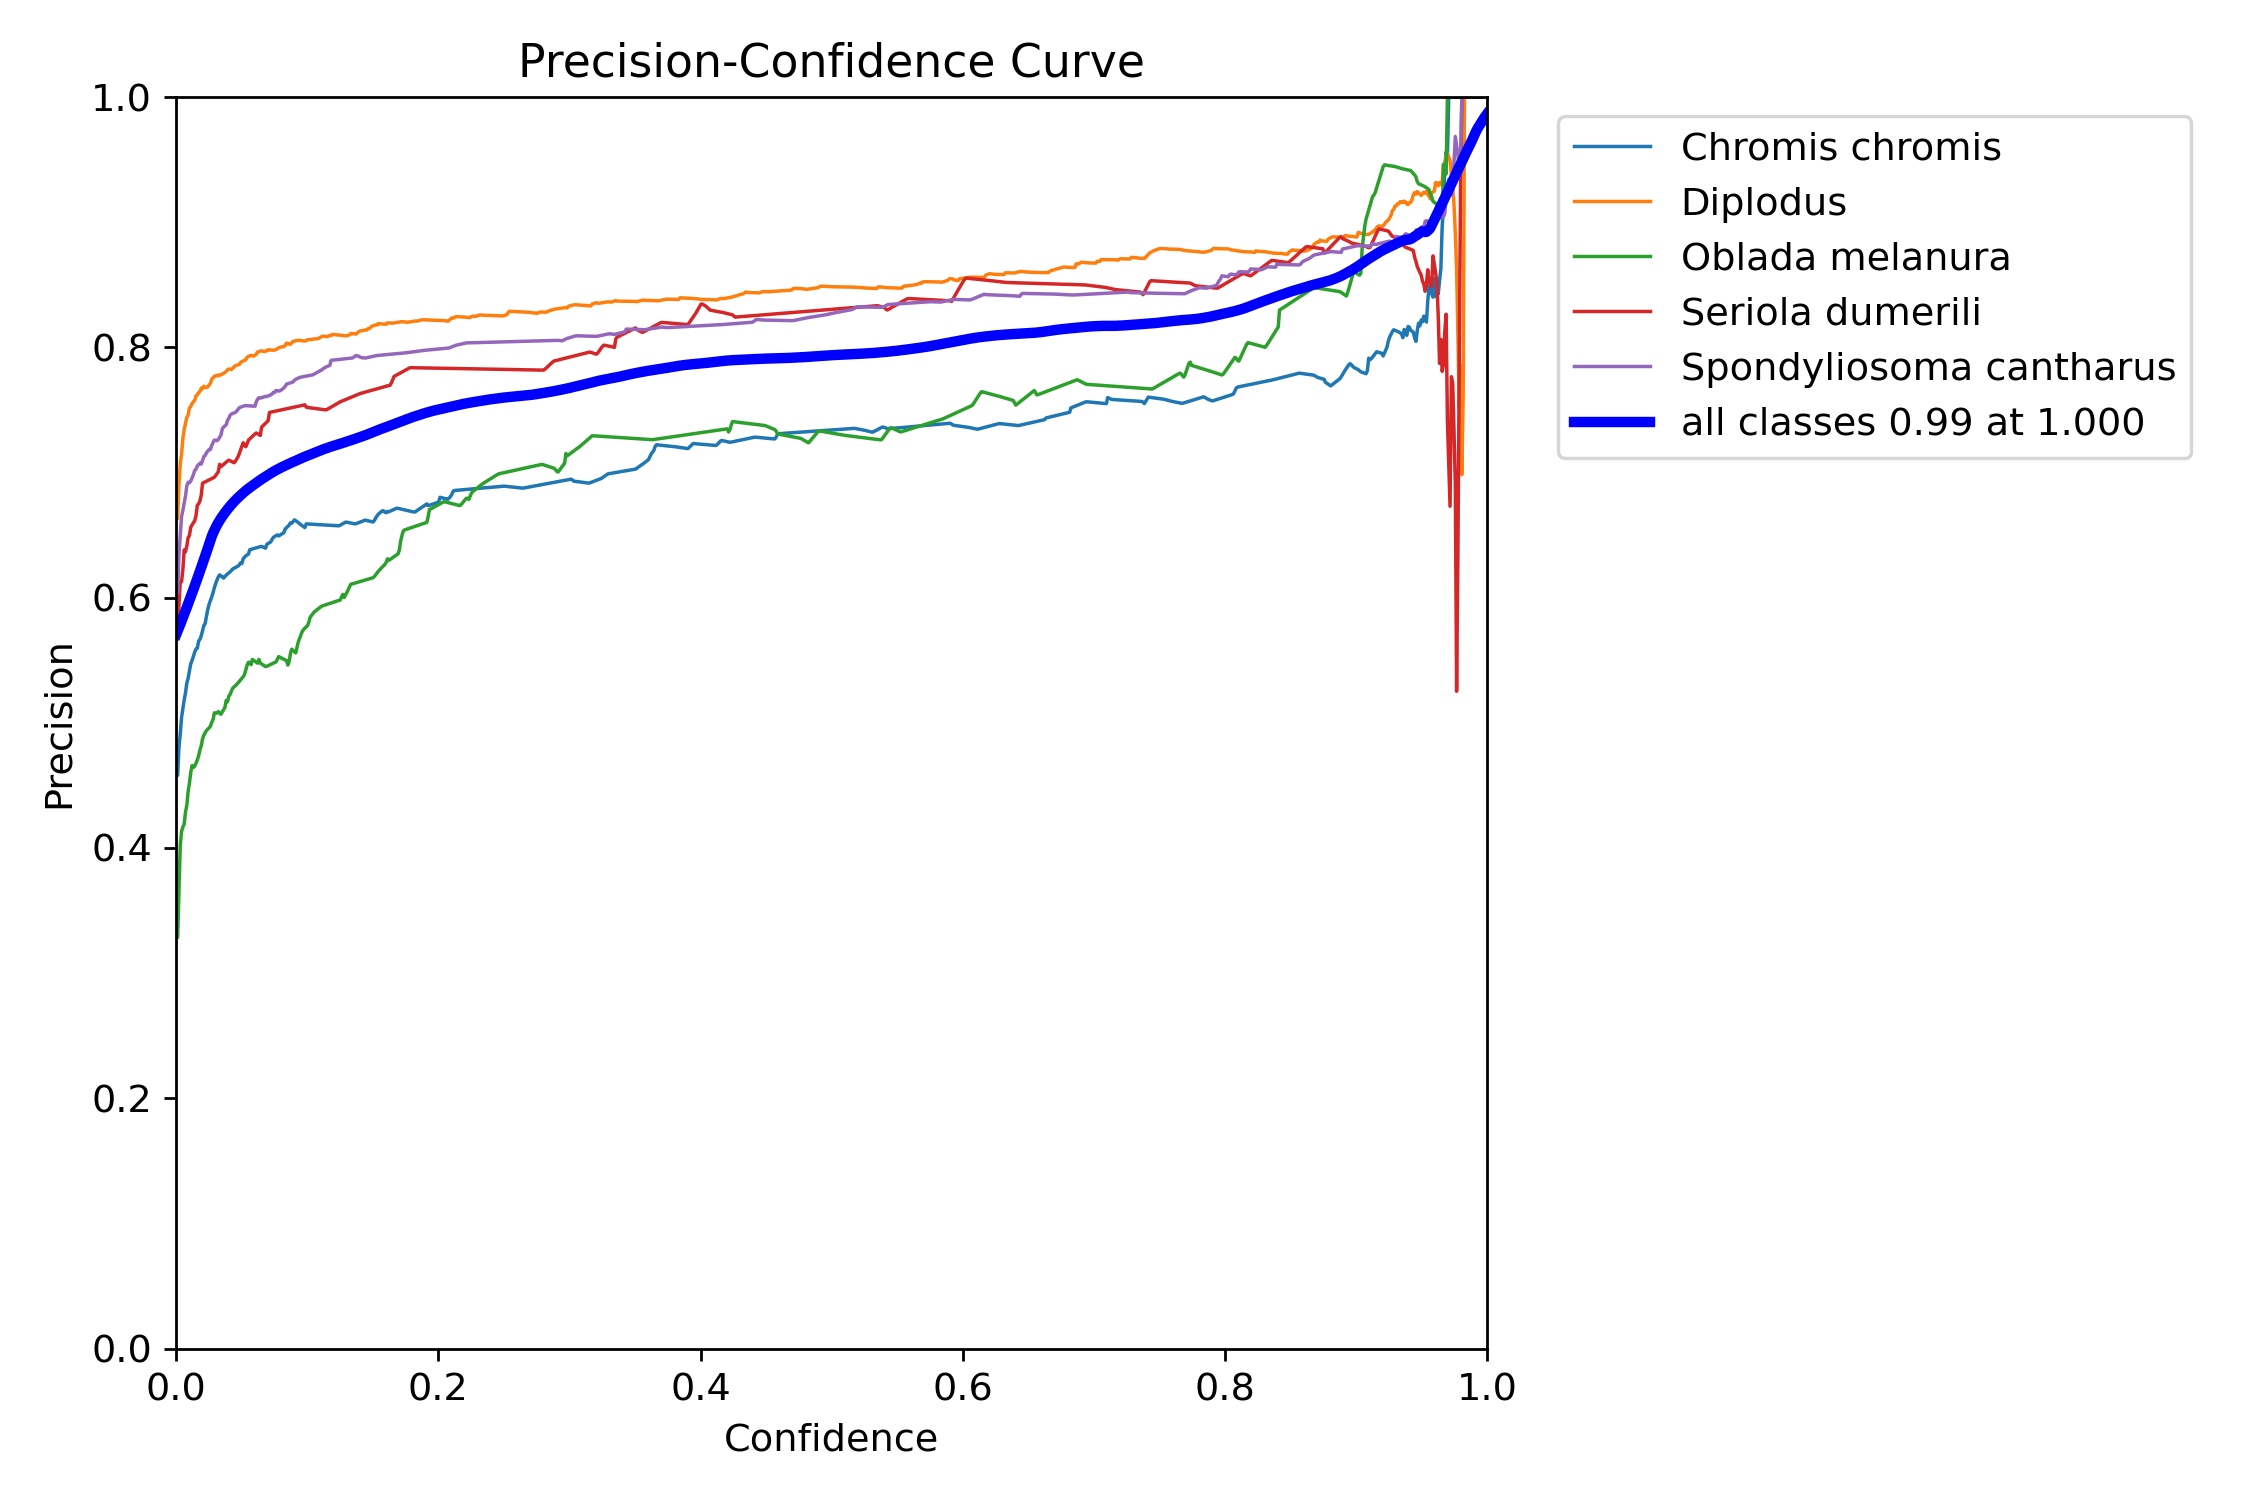 Precision-Confidence Curve
1.0
0.8
0.6
0.4
0.2
0.0
Precision
0.0 0.2 0.4 0.6 0.8 1.0
Confidence
Chromis chromis
Diplodus
Oblada melanura
Seriola dumerili
Spondyliosoma cantharus
all classes 0.99 at 1.000